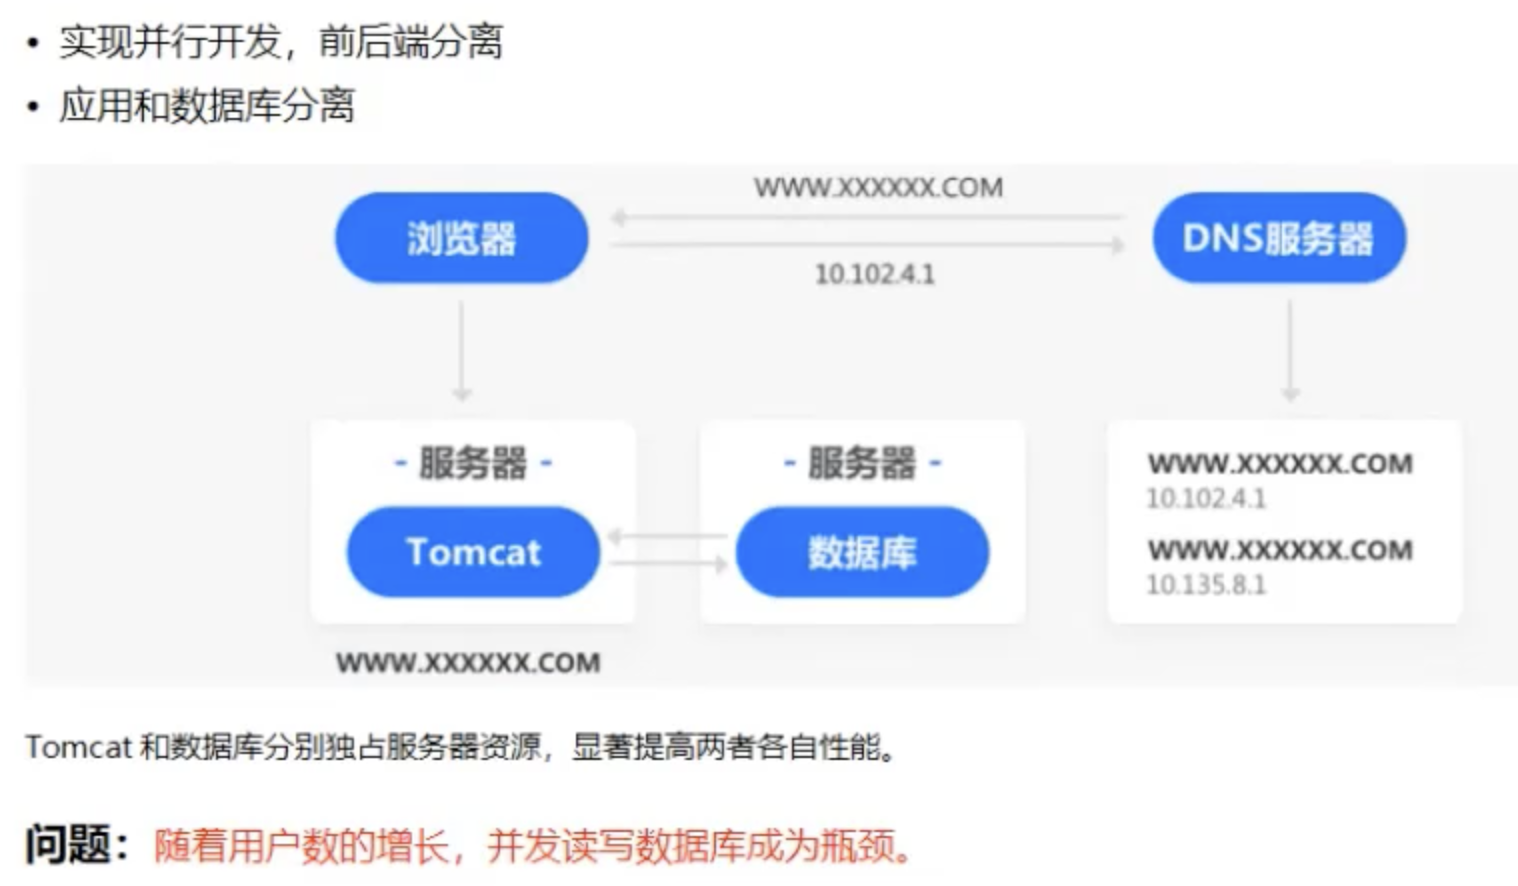 • 实现并行开发，前后端分离
• 应用和数据库分离
WWW.XXXXXX.COM
浏览器
DNS服务器
10.102.4.1
- 服务器 -
- 服务器 -
WWW.XXXXXX.COM
10.102.4.1
Tomcat
数据库
WWW.XXXXXX.COM
10.135.8.1
WWW.XXXXXX.COM
Tomcat 和数据库分别独占服务器资源，显著提高两者各自性能。
问题：随着用户数的增长，并发读写数据库成为瓶颈。